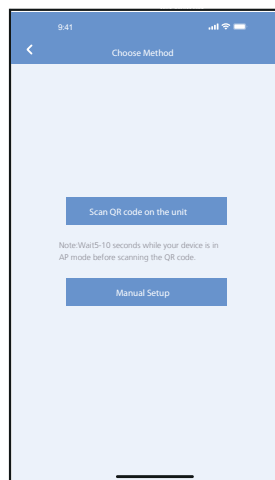 9:41
Choose Method
Scan QR code on the unit
Note:Wait5-10 seconds while your device is in
AP mode before scanning the QR code.
Manual Setup